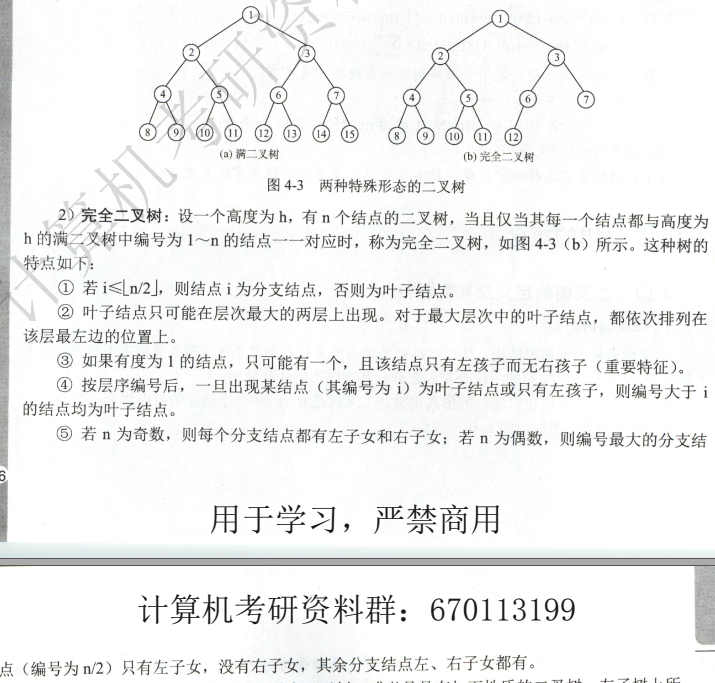 1
1
2
3
2
3
4
5
6
7
4
5
6
7
8
9
10
11
12
13
14
15
8
9
10
11
12
(a) 满二叉树
(b) 完全二叉树
图 4-3 两种特殊形态的二叉树
2）完全二叉树：设一个高度为 h，有 n 个结点的二叉树，当且仅当其每一个结点都与高度为
h 的满二叉树中编号为 1～n 的结点一一对应时，称为完全二叉树，如图 4-3（b）所示。这种树的
特点如下：
① 若 i≤⌊n/2⌋，则结点 i 为分支结点，否则为叶子结点。
② 叶子结点只可能在层次最大的两层上出现。对于最大层次中的叶子结点，都依次排列在
该层最左边的位置上。
③ 如果有度为 1 的结点，只可能有一个，且该结点只有左孩子而无右孩子（重要特征）。
④ 按层序编号后，一旦出现某结点（其编号为 i）为叶子结点或只有左孩子，则编号大于 i
的结点均为叶子结点。
⑤ 若 n 为奇数，则每个分支结点都有左子女和右子女；若 n 为偶数，则编号最大的分支结
6
用于学习，严禁商用
计算机考研资料群：670113199
点（编号为 n/2）只有左子女，没有右子女，其余分支结点左、右子女都有。
计算机考研资